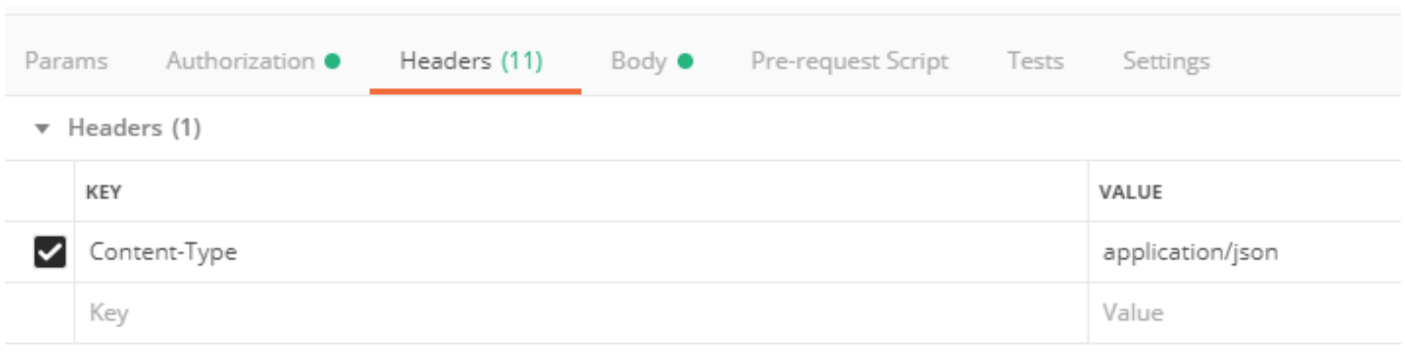 Params Authorization Headers (11) Body Pre-request Script Tests Settings
Headers (1)
KEY VALUE
Content-Type application/json
Key Value